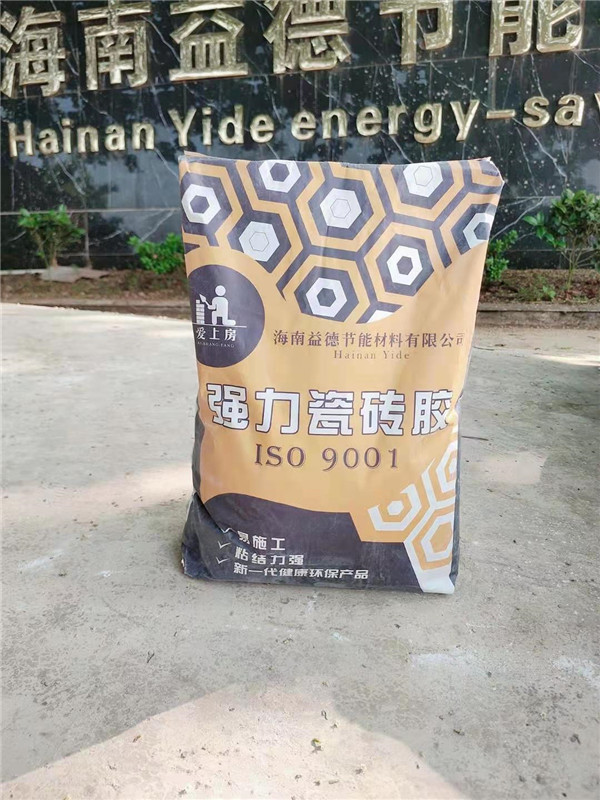 海南益德节能
Hainan Yide energy-sav
爱上房
海南益德节能材料有限公司
Hainan Yide
强力瓷砖胶
ISO 9001
易施工
粘结力强
新一代健康环保产品